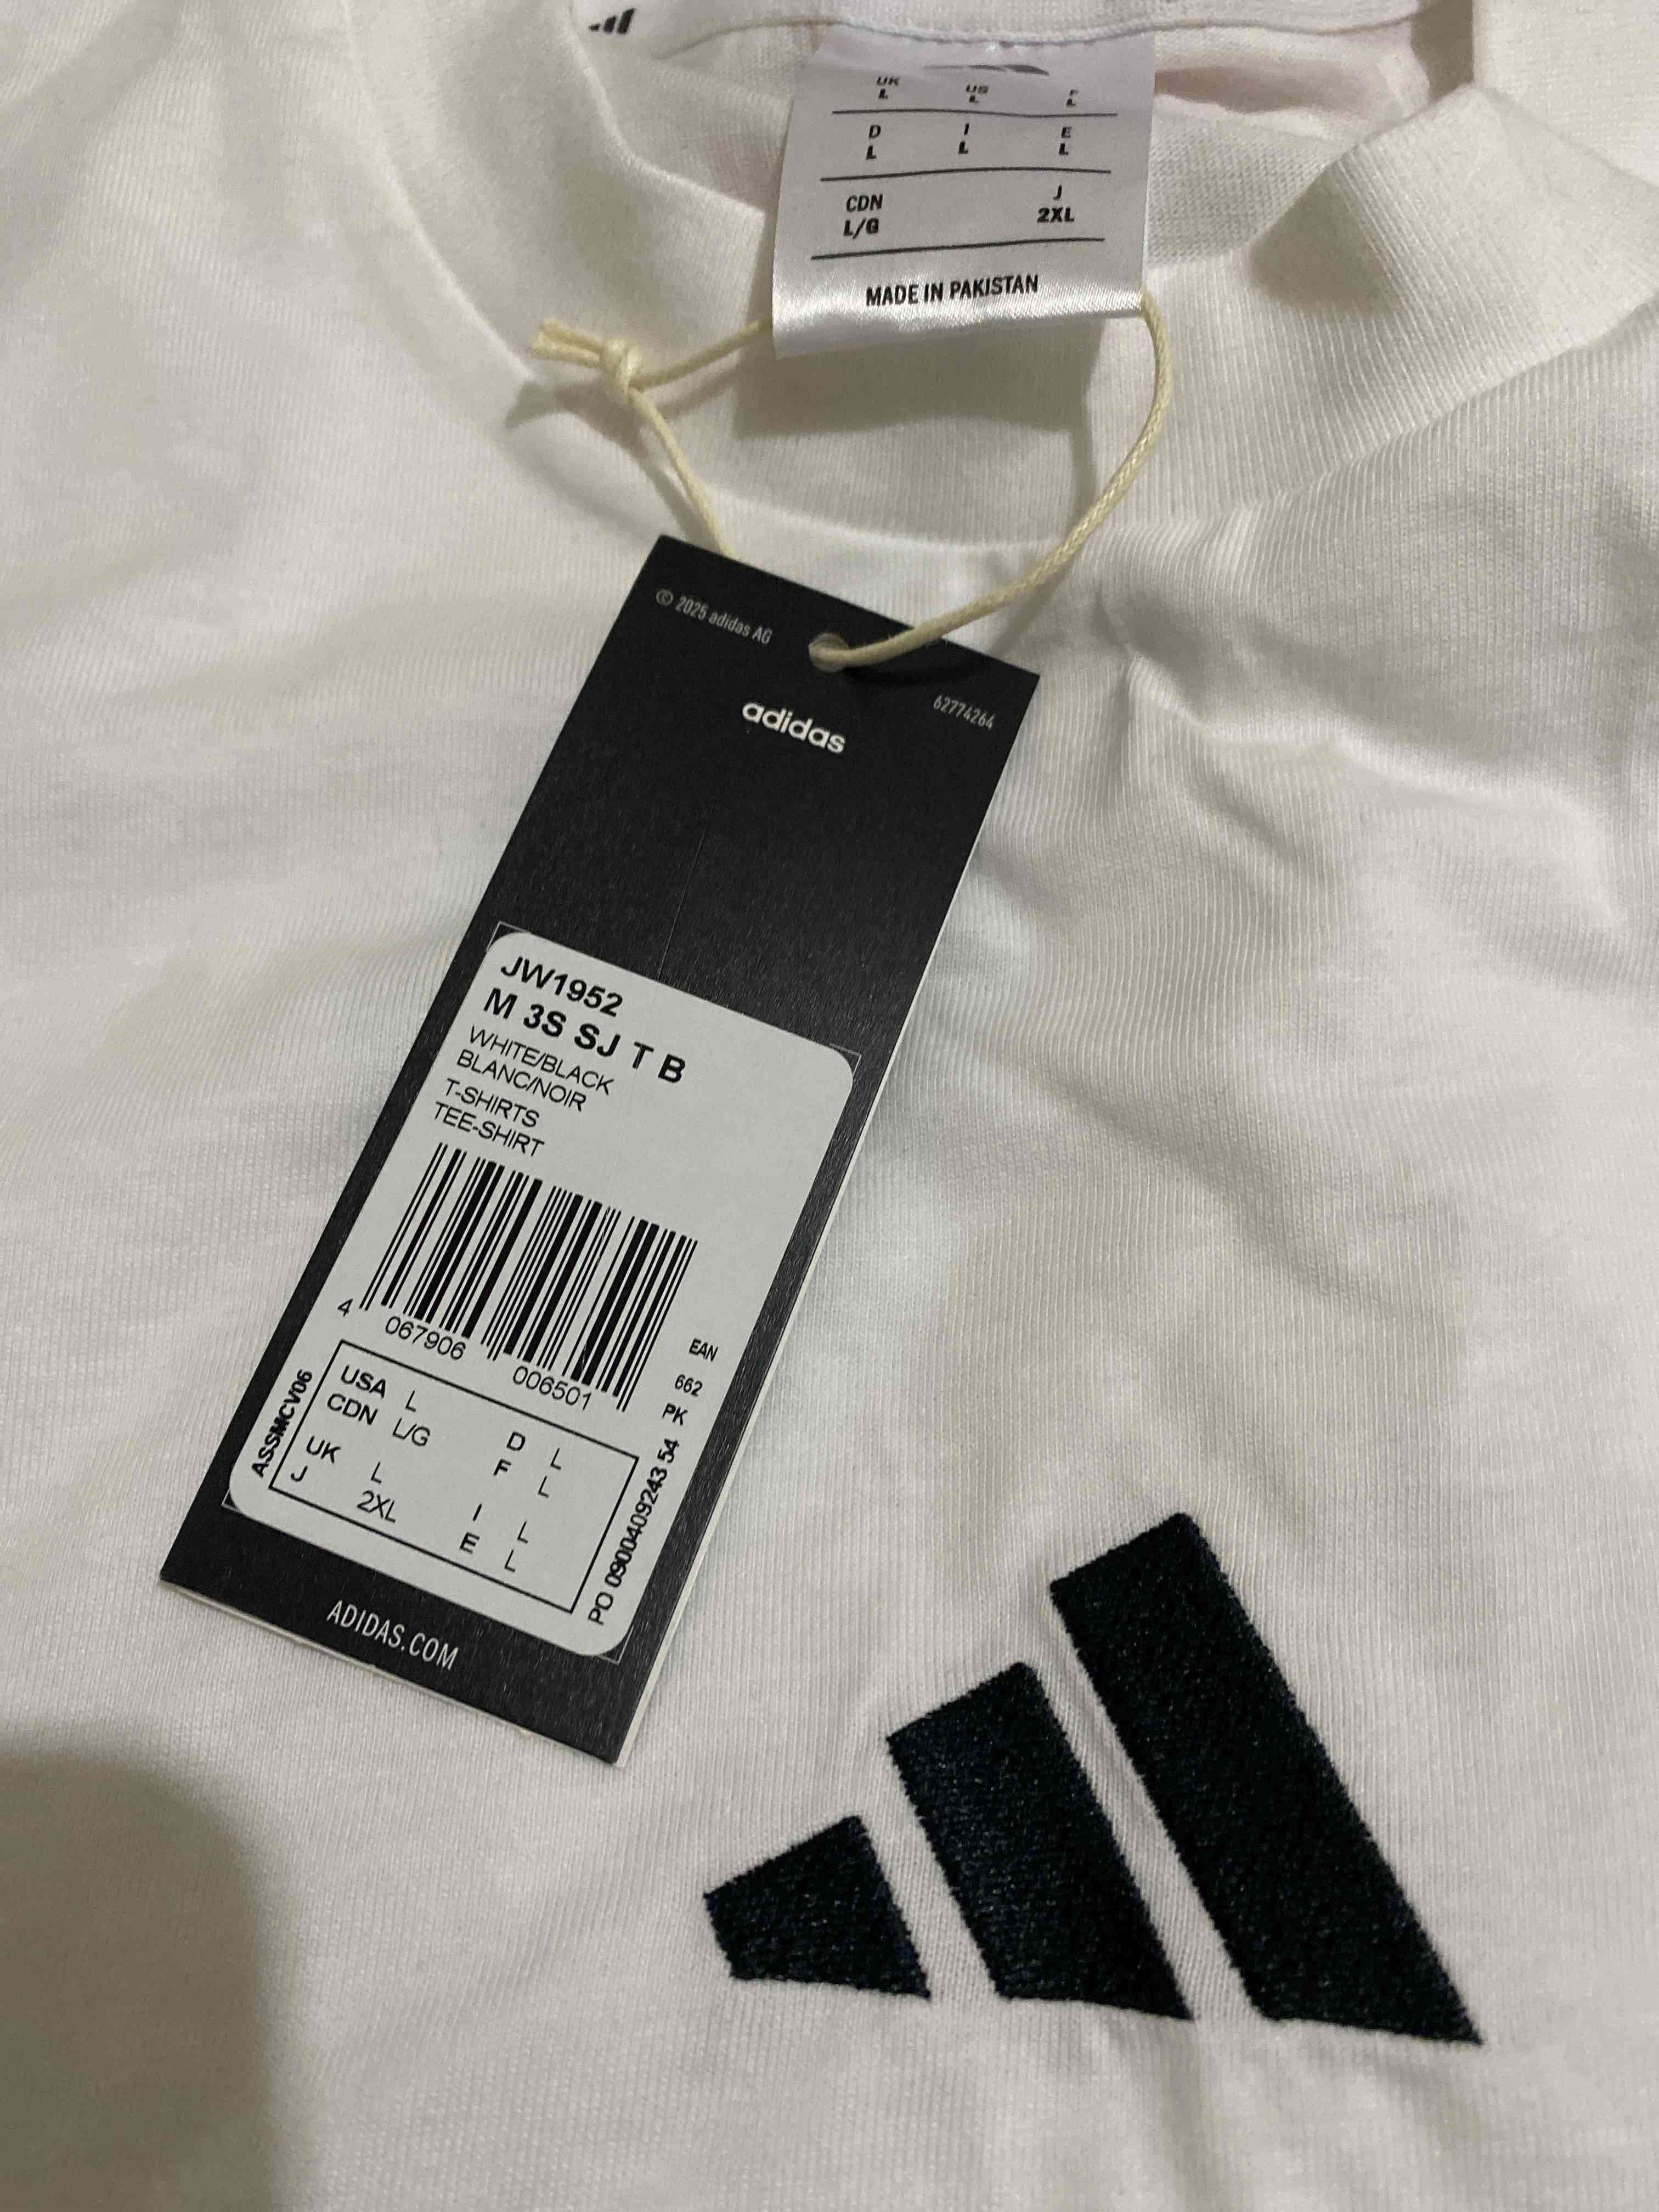 UK US F
L L L
D I E
L L L
CDN J
L/G 2XL
MADE IN PAKISTAN
© 2025 adidas AG
62774264
adidas
JW1952
M 3S SJ T B
WHITE/BLACK
BLANC/NOIR
T-SHIRTS
TEE-SHIRT
4 067906 006501
EAN
662
PK
USA L D L
CDN L/G F L
UK L I L
J 2XL E L
ASSMCV06
PO 0900409243 54
ADIDAS.COM